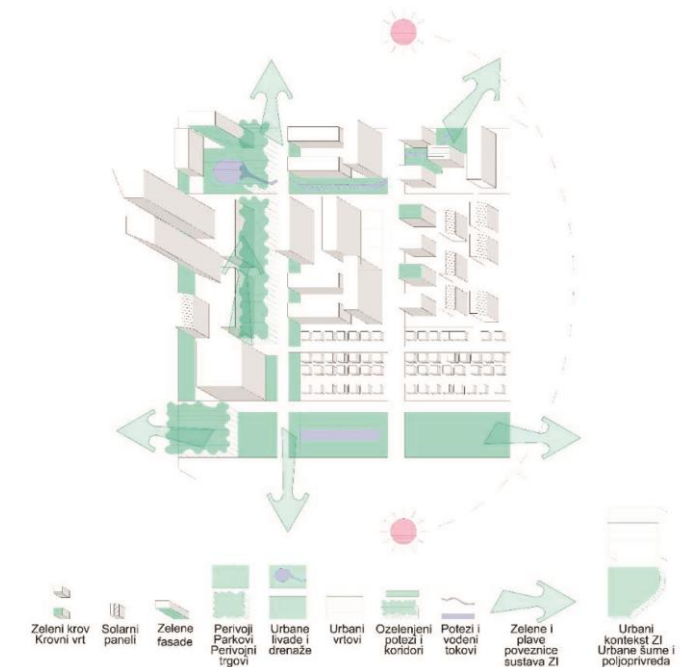 Zeleni krov
Krovni vrt
Solarni
paneli
Zelene
fasade
Perivoji
Parkovi
Perivojni
trgovi
Urbane
livade i
drenaže
Urbani
vrtovi
Ozelenjeni
potezi i
koridori
Potezi i
vodeni
tokovi
Zelene i
plave
poveznice
sustava ZI
Urbani
kontekst ZI
Urbane šume i
poljoprivreda